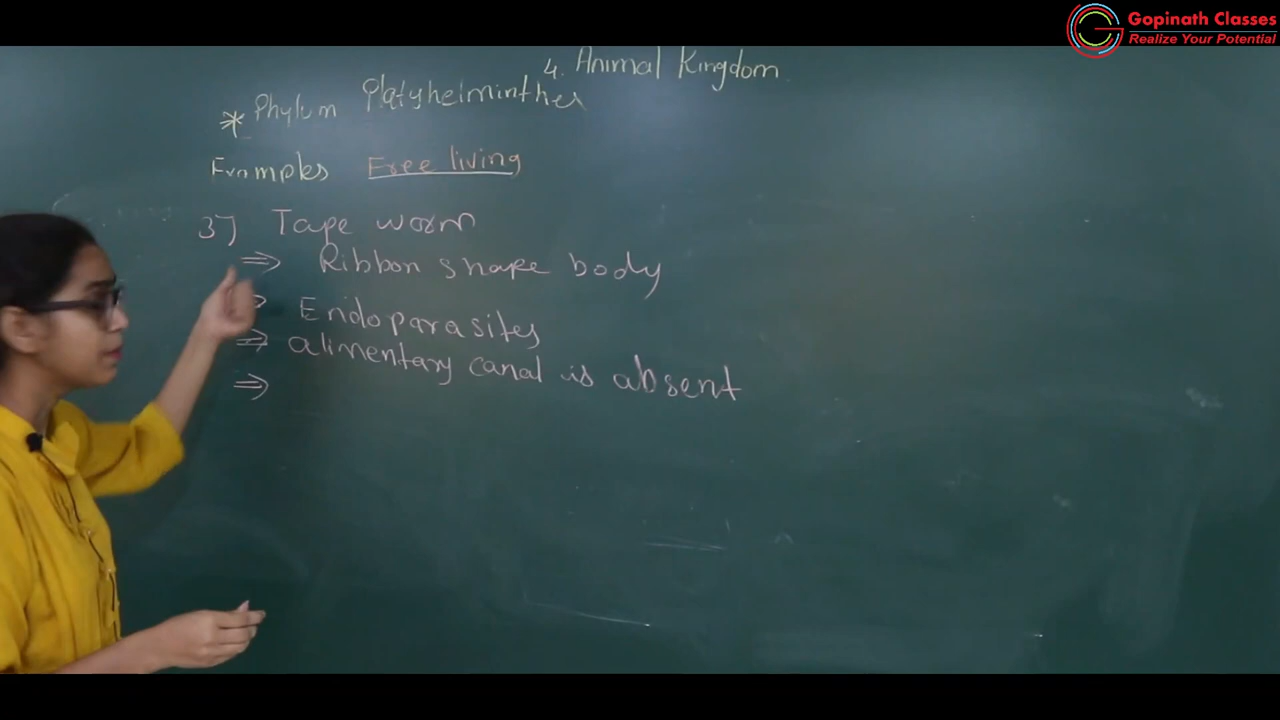 Gopinath Classes
Realize Your Potential
4. Animal Kingdom
* Phylum Platyhelminthes
Examples Free living
3] Tape worm
⇒ Ribbon shape body
⇒ Endoparasites
⇒ alimentary canal is absent
⇒